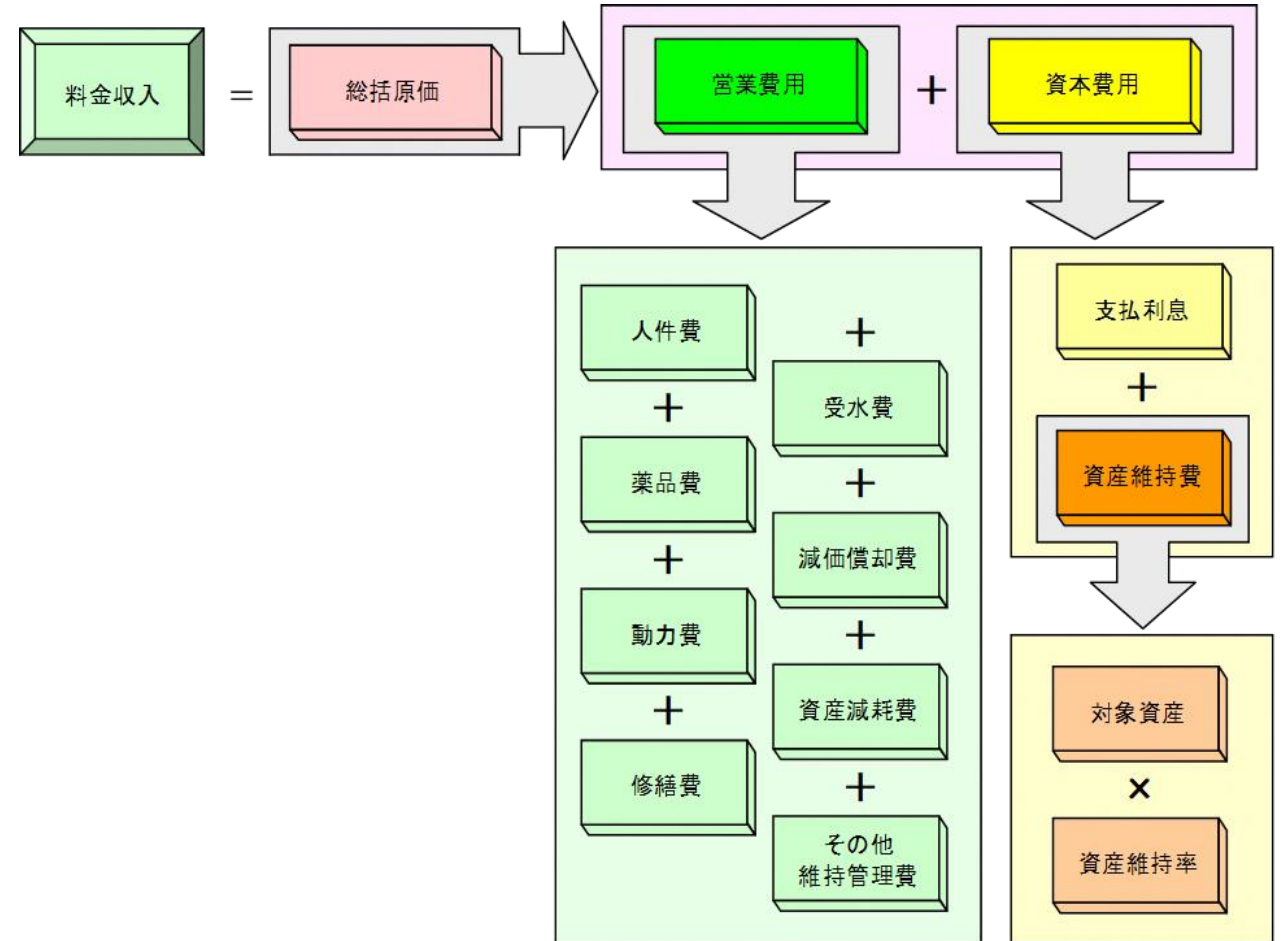 料金収入
=
総括原価
営業費用
+
資本費用
人件費
+
薬品費
+
動力費
+
修繕費
+
受水費
+
減価償却費
+
資産減耗費
+
その他
維持管理費
支払利息
+
資産維持費
対象資産
×
資産維持率